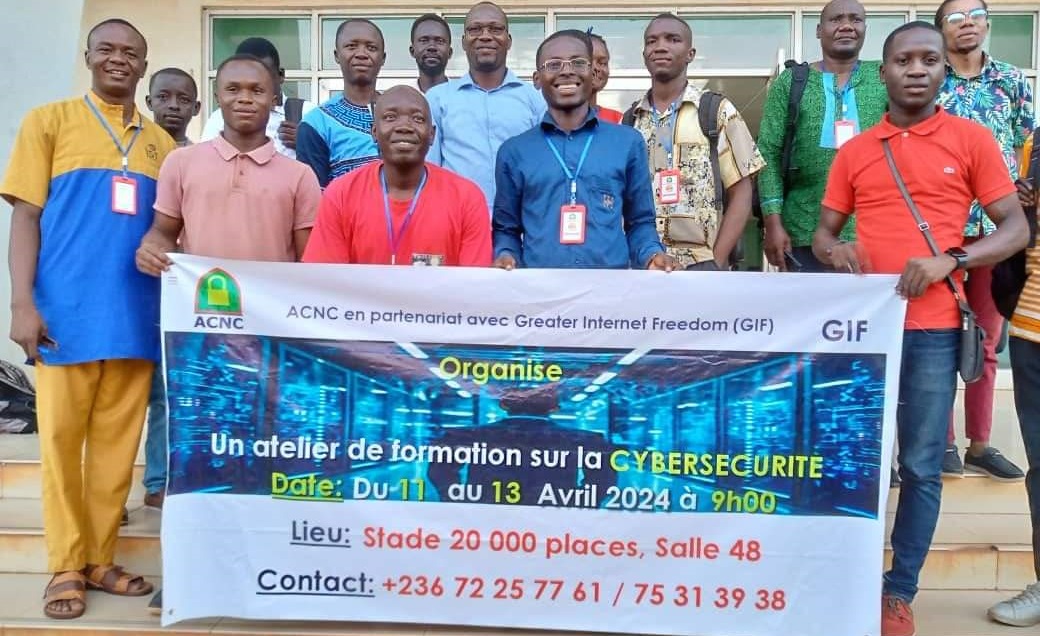 ACNC
ACNC en partenariat avec Greater Internet Freedom (GIF)
GIF
Organise
Un atelier de formation sur la CYBERSECURITE
Date: Du 11 au 13 Avril 2024 à 9h00
Lieu: Stade 20 000 places, Salle 48
Contact: +236 72 25 77 61 / 75 31 39 38